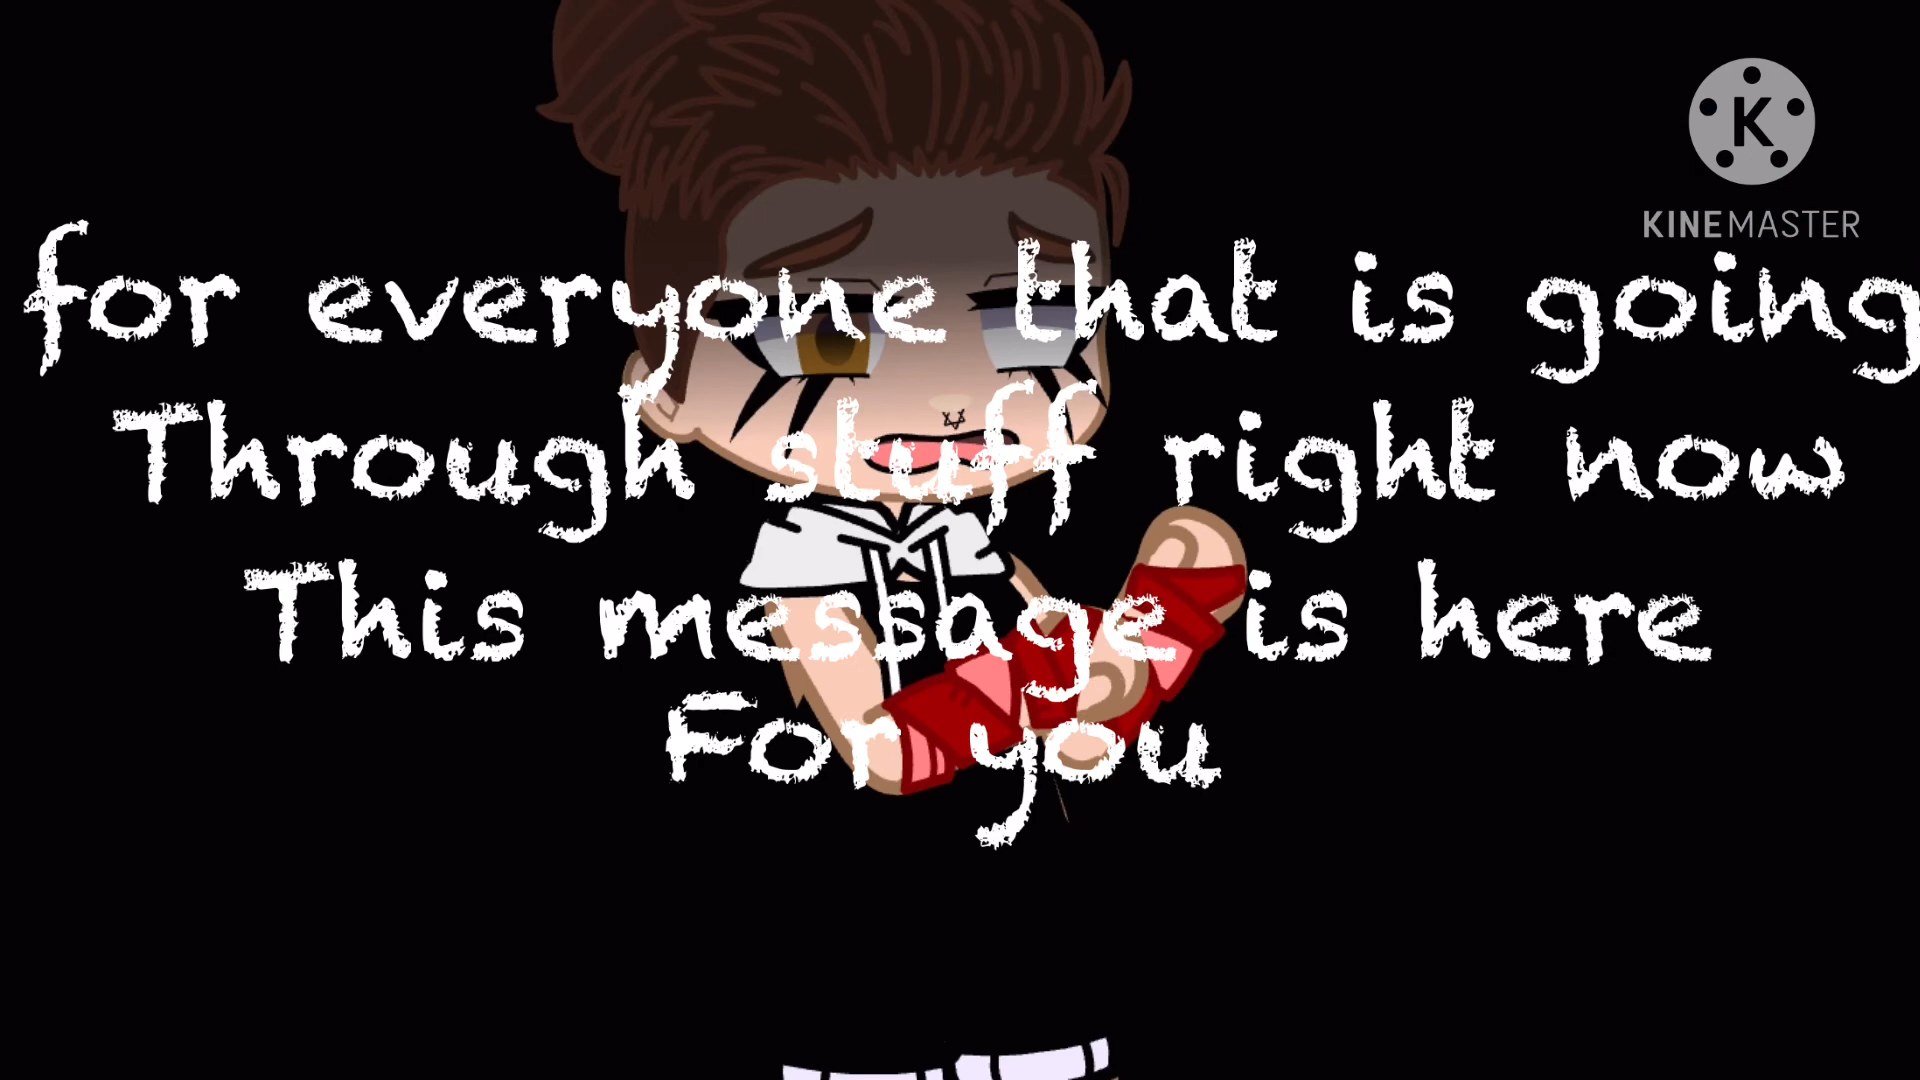 K
KINEMASTER
for everyone that is going
Through stuff right now
This message is here
For you